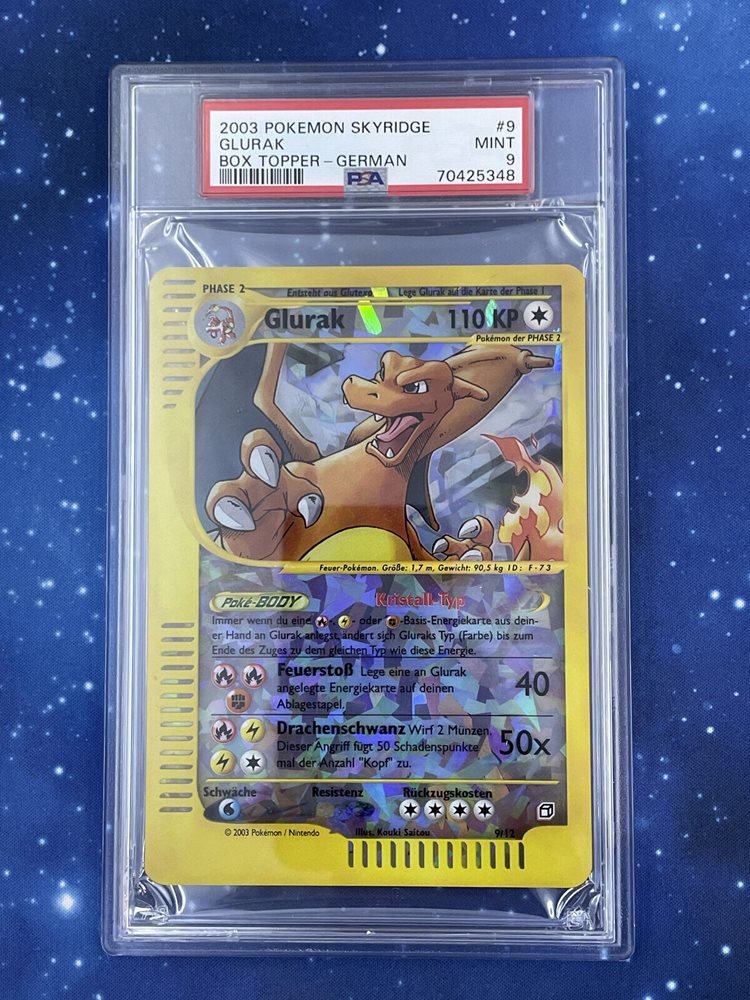 2003 POKEMON SKYRIDGE #9
GLURAK MINT
BOX TOPPER - GERMAN 9
PSA 70425348
PHASE 2 Entsteht aus Glutexo Lege Glurak auf die Karte der Phase 1
Glurak 110 KP
Pokémon der PHASE 2
Feuer-Pokémon. Größe: 1,7 m, Gewicht: 90,5 kg ID: F-73
Poké-BODY Kristall-Typ
Immer wenn du eine -, - oder -Basis-Energiekarte aus dein-
er Hand an Glurak anlegst, ändert sich Gluraks Typ (Farbe) bis zum
Ende des Zuges zu dem gleichen Typ wie diese Energie.
Feuerstoß Lege eine an Glurak
angelegte Energiekarte auf deinen
Ablagestapel.
40
Drachenschwanz Wirf 2 Münzen.
Dieser Angriff fügt 50 Schadenspunkte
mal der Anzahl "Kopf" zu.
50x
Schwäche Resistenz Rückzugskosten
© 2003 Pokémon / Nintendo Illus. Kouki Saitou 9/12